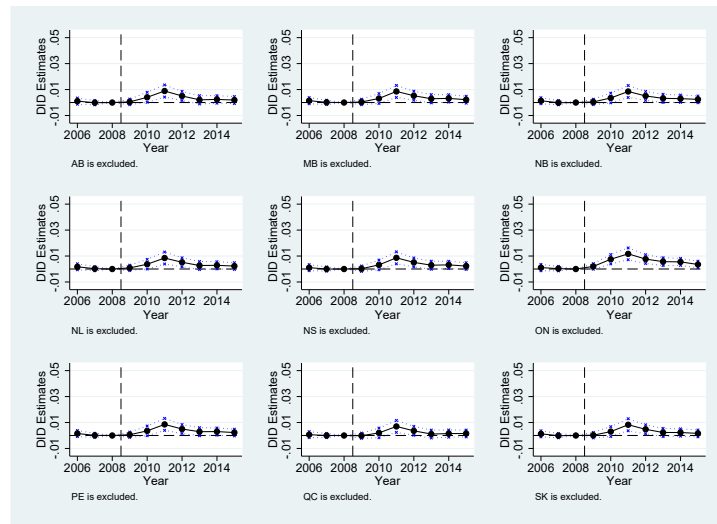 DID Estimates
-.01 .01 .03 .05
2006 2008 2010 2012 2014
Year
AB is excluded.
DID Estimates
-.01 .01 .03 .05
2006 2008 2010 2012 2014
Year
MB is excluded.
DID Estimates
-.01 .01 .03 .05
2006 2008 2010 2012 2014
Year
NB is excluded.
DID Estimates
-.01 .01 .03 .05
2006 2008 2010 2012 2014
Year
NL is excluded.
DID Estimates
-.01 .01 .03 .05
2006 2008 2010 2012 2014
Year
NS is excluded.
DID Estimates
-.01 .01 .03 .05
2006 2008 2010 2012 2014
Year
ON is excluded.
DID Estimates
-.01 .01 .03 .05
2006 2008 2010 2012 2014
Year
PE is excluded.
DID Estimates
-.01 .01 .03 .05
2006 2008 2010 2012 2014
Year
QC is excluded.
DID Estimates
-.01 .01 .03 .05
2006 2008 2010 2012 2014
Year
SK is excluded.